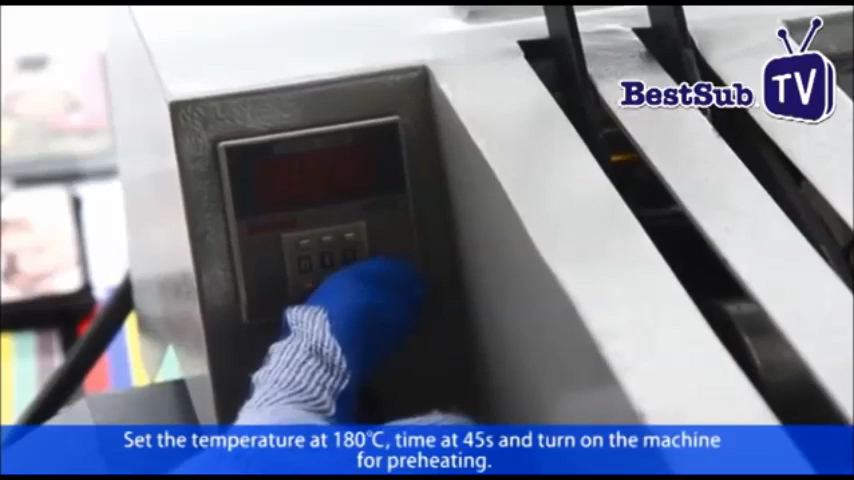 BestSub TV
Set the temperature at 180℃, time at 45s and turn on the machine
for preheating.